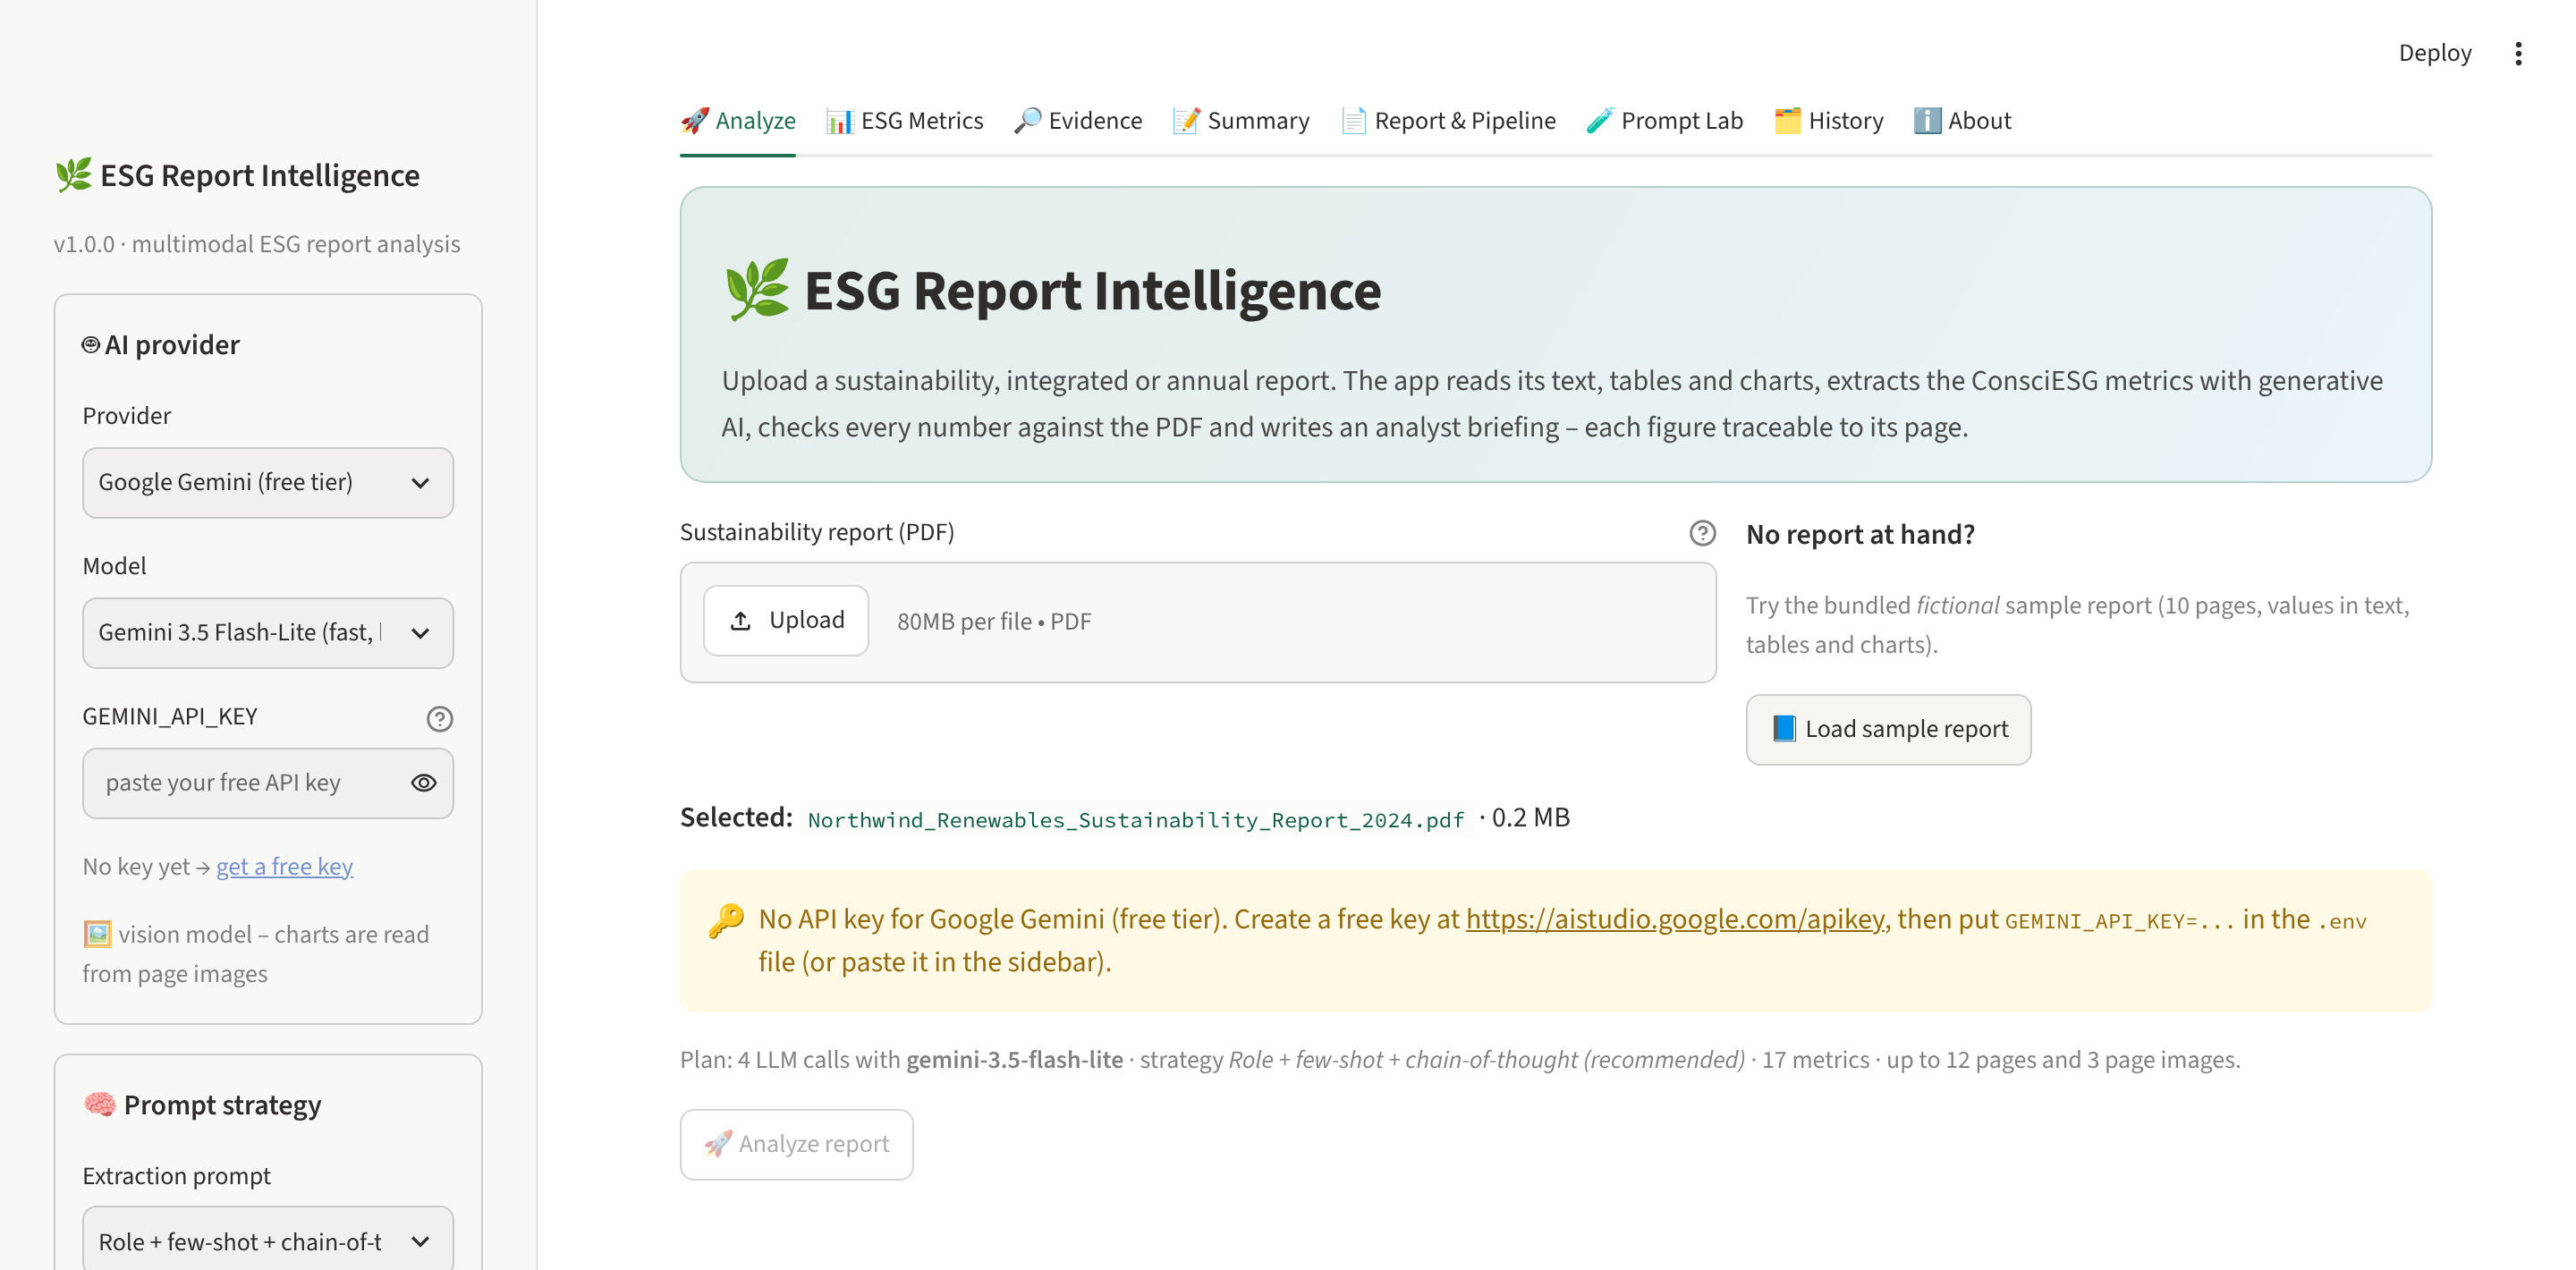 Deploy
🌿 ESG Report Intelligence
v1.0.0 · multimodal ESG report analysis
AI provider
Provider
Google Gemini (free tier)
Model
Gemini 3.5 Flash-Lite (fast,
GEMINI_API_KEY
paste your free API key
No key yet → get a free key
🖼️ vision model – charts are read
from page images
🧠 Prompt strategy
Extraction prompt
Role + few-shot + chain-of-t
🚀 Analyze
📊 ESG Metrics
🔎 Evidence
📝 Summary
📄 Report & Pipeline
🧪 Prompt Lab
🗂️ History
ℹ️ About
🌿 ESG Report Intelligence
Upload a sustainability, integrated or annual report. The app reads its text, tables and charts, extracts the ConsciESG metrics with generative
AI, checks every number against the PDF and writes an analyst briefing – each figure traceable to its page.
Sustainability report (PDF)
Upload
80MB per file • PDF
No report at hand?
Try the bundled fictional sample report (10 pages, values in text,
tables and charts).
📘 Load sample report
Selected: Northwind_Renewables_Sustainability_Report_2024.pdf · 0.2 MB
🔑 No API key for Google Gemini (free tier). Create a free key at https://aistudio.google.com/apikey, then put GEMINI_API_KEY=... in the .env
file (or paste it in the sidebar).
Plan: 4 LLM calls with gemini-3.5-flash-lite · strategy Role + few-shot + chain-of-thought (recommended) · 17 metrics · up to 12 pages and 3 page images.
🚀 Analyze report